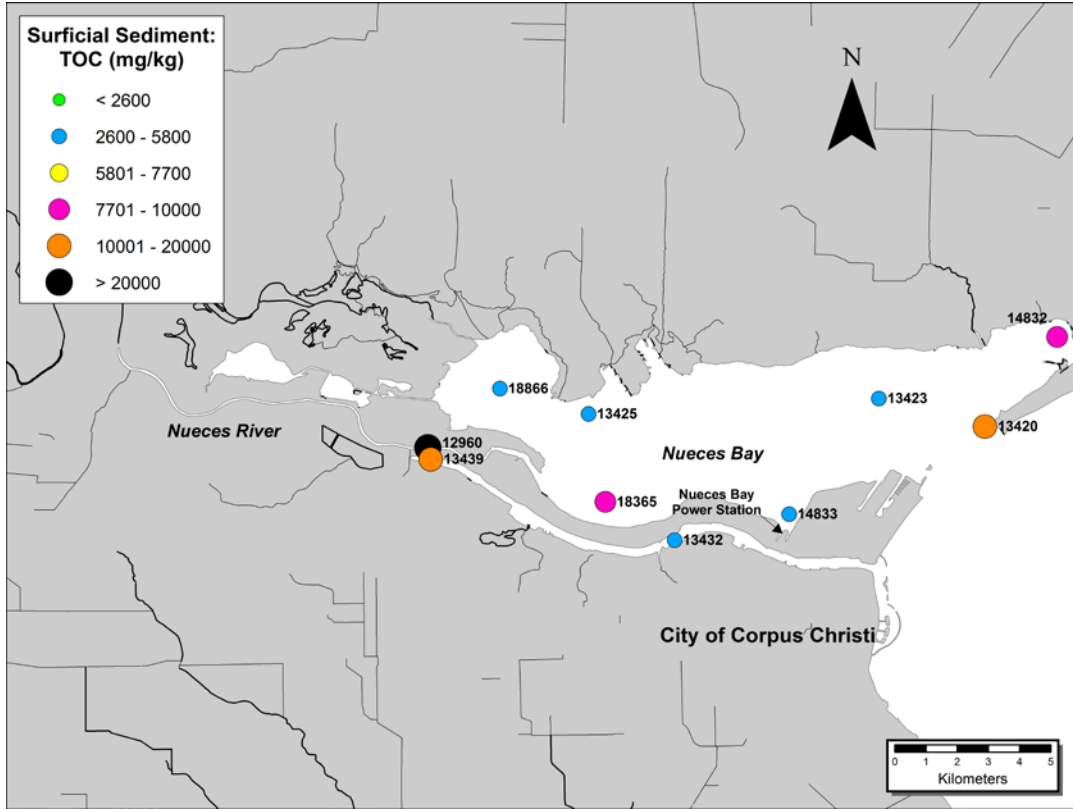 Surficial Sediment:
TOC (mg/kg)
< 2600
2600 - 5800
5801 - 7700
7701 - 10000
10001 - 20000
> 20000
N
14832
18866
13425
13423
13420
Nueces River
12960
13439
Nueces Bay
18365
Nueces Bay
Power Station
14833
13432
City of Corpus Christi
0 1 2 3 4 5
Kilometers